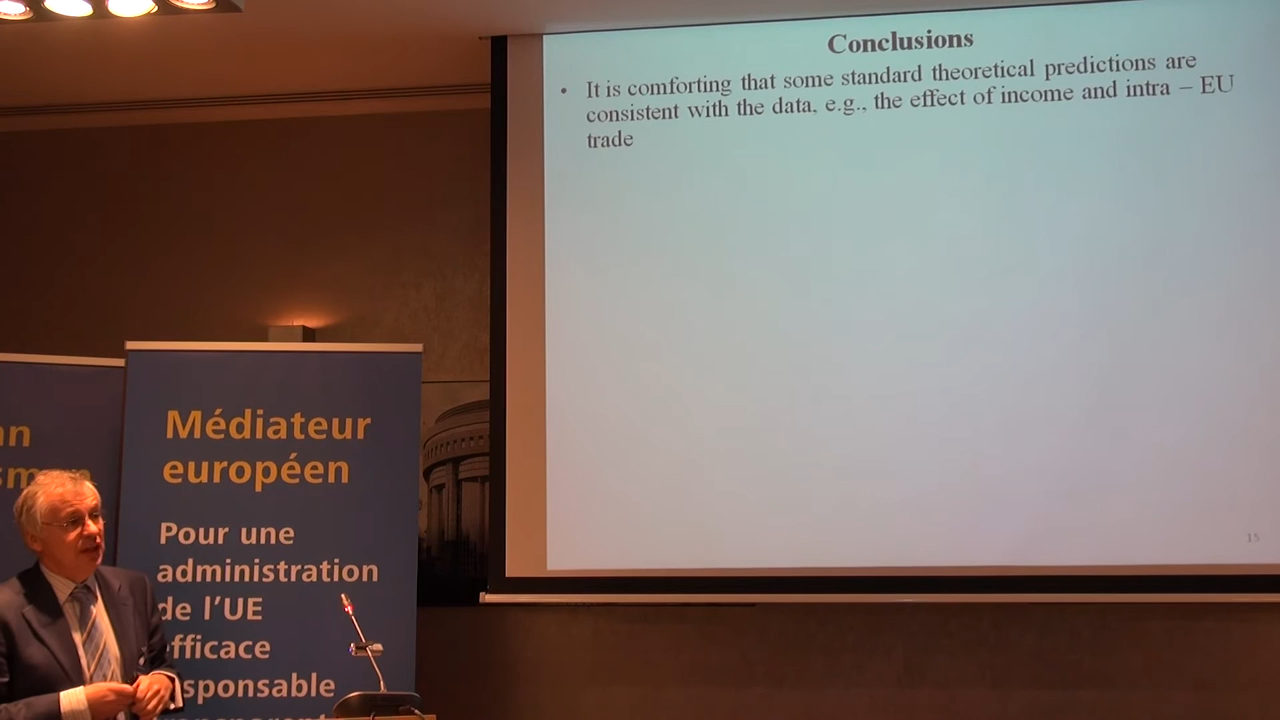 Conclusions
• It is comforting that some standard theoretical predictions are
consistent with the data, e.g., the effect of income and intra – EU
trade
15
Médiateur
européen
Pour une
administration
de l'UE
efficace